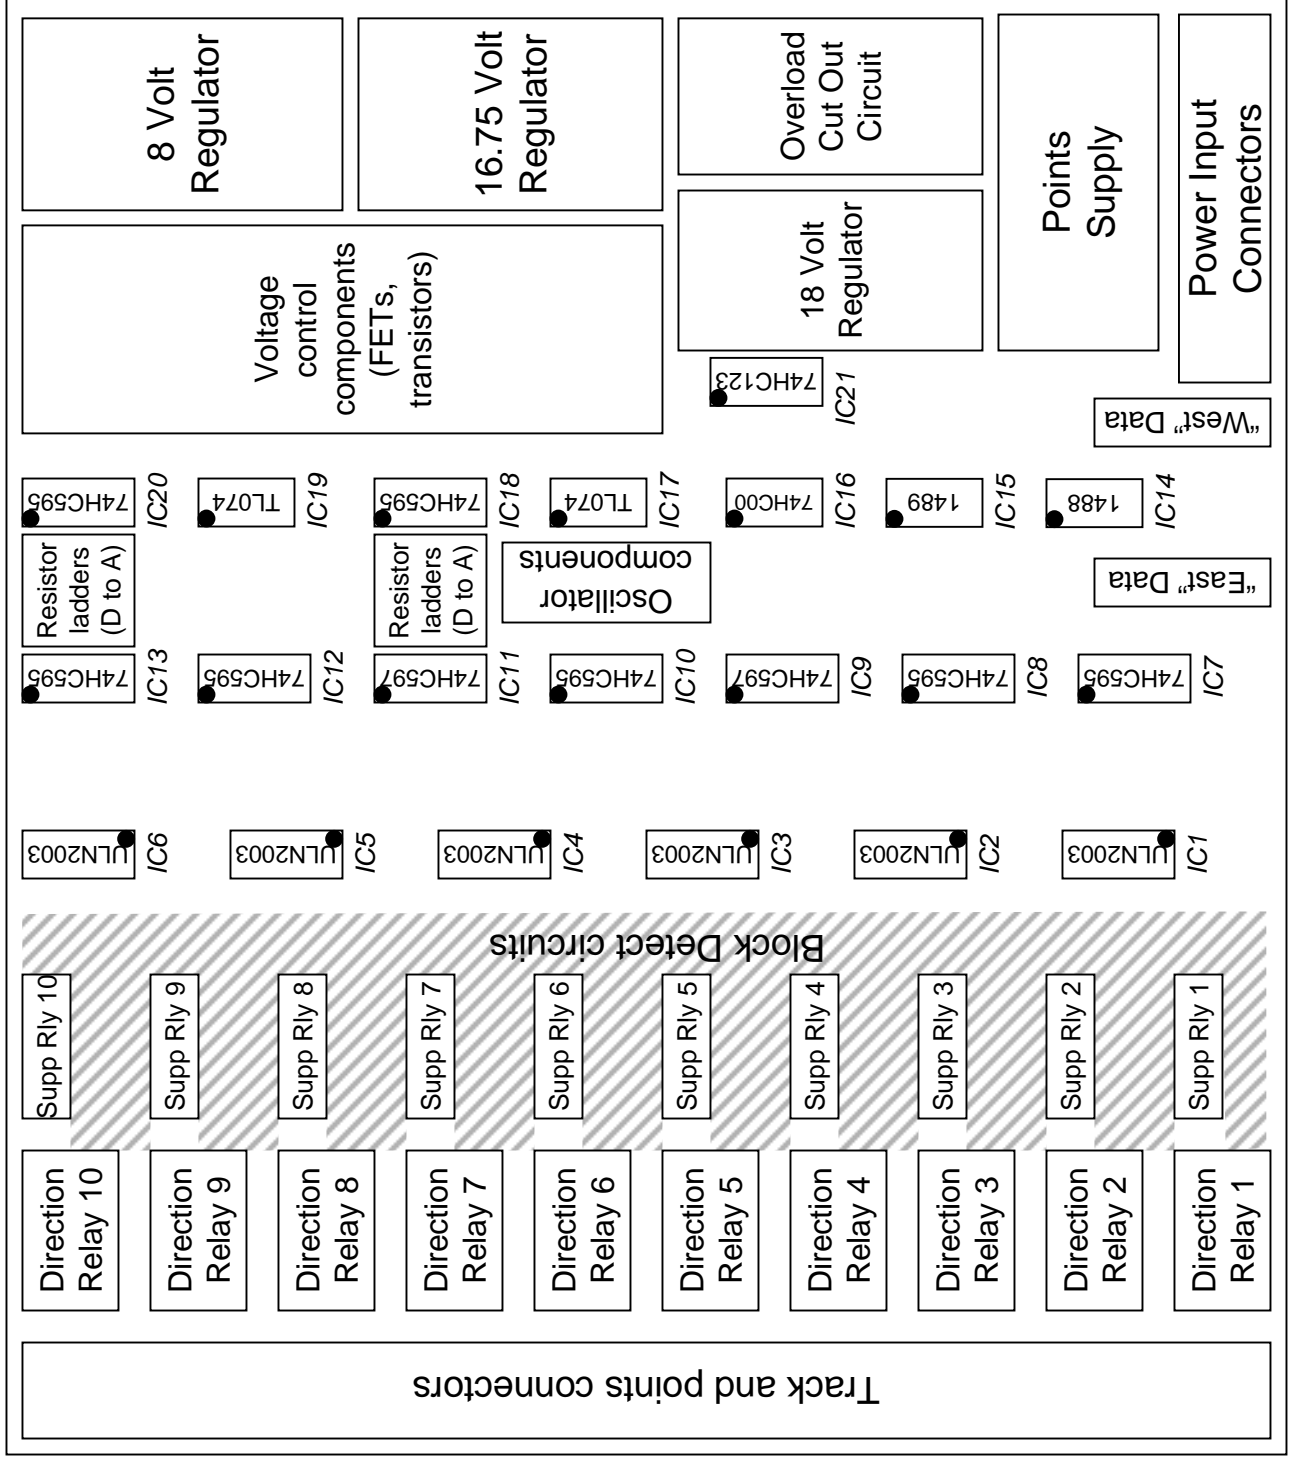 8 Volt
Regulator
16.75 Volt
Regulator
Overload
Cut Out
Circuit
Points
Supply
Power Input
Connectors
Voltage
control
components
(FETs,
transistors)
18 Volt
Regulator
74HC123
IC21
"West" Data
74HC595
IC20
TL074
IC19
74HC595
IC18
TL074
IC17
74HC00
IC16
1489
IC15
1488
IC14
Resistor
ladders
(D to A)
Resistor
ladders
(D to A)
Oscillator
components
"East" Data
74HC595
IC13
74HC595
IC12
74HC597
IC11
74HC595
IC10
74HC597
IC9
74HC595
IC8
74HC595
IC7
ULN2003
IC6
ULN2003
IC5
ULN2003
IC4
ULN2003
IC3
ULN2003
IC2
ULN2003
IC1
Block Detect circuits
Supp Rly 10
Supp Rly 9
Supp Rly 8
Supp Rly 7
Supp Rly 6
Supp Rly 5
Supp Rly 4
Supp Rly 3
Supp Rly 2
Supp Rly 1
Direction
Relay 10
Direction
Relay 9
Direction
Relay 8
Direction
Relay 7
Direction
Relay 6
Direction
Relay 5
Direction
Relay 4
Direction
Relay 3
Direction
Relay 2
Direction
Relay 1
Track and points connectors